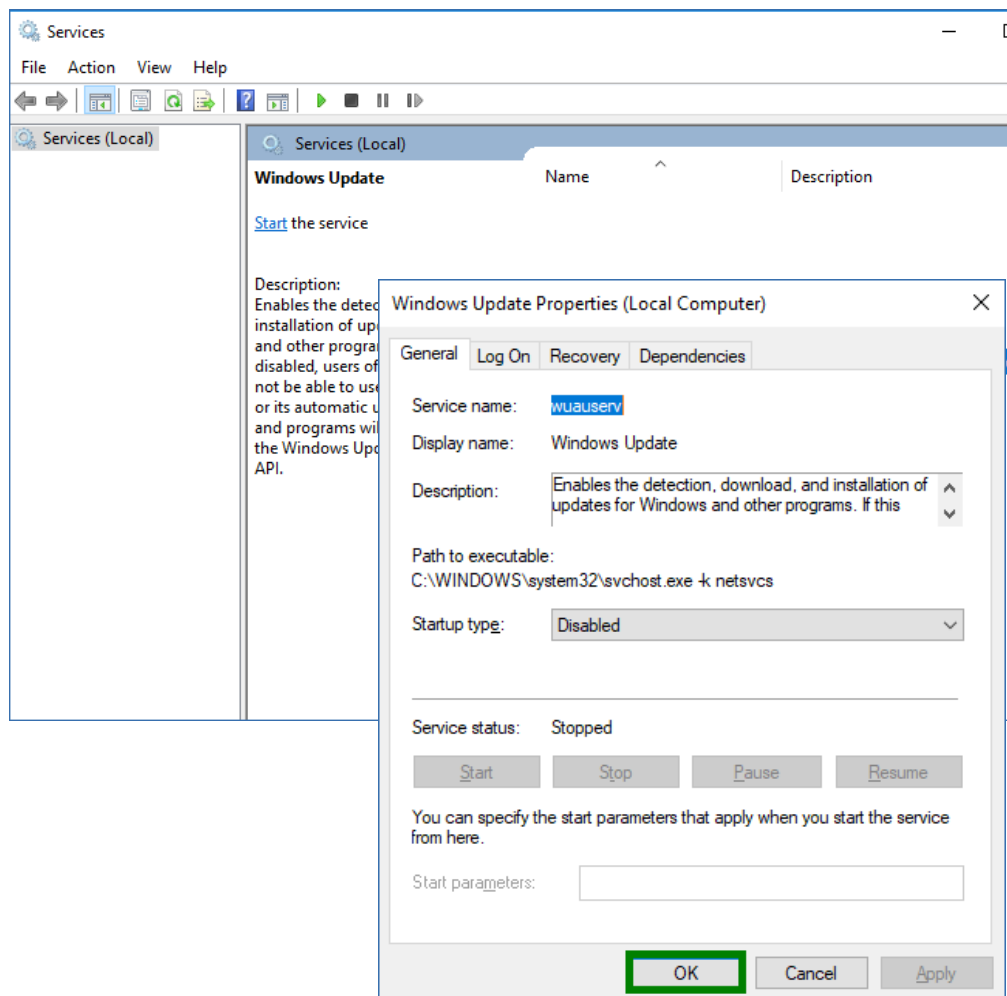 Services
File Action View Help
Services (Local)
Services (Local)
Windows Update
Name
Description
Start the service
Description:
Enables the detec
installation of up
and other progra
disabled, users of
not be able to use
or its automatic u
and programs wi
the Windows Upd
API.
Windows Update Properties (Local Computer)
General Log On Recovery Dependencies
Service name: wuauserv
Display name: Windows Update
Description: Enables the detection, download, and installation of
updates for Windows and other programs. If this
Path to executable:
C:\WINDOWS\system32\svchost.exe -k netsvcs
Startup type: Disabled
Service status: Stopped
Start Stop Pause Resume
You can specify the start parameters that apply when you start the service
from here.
Start parameters:
OK Cancel Apply